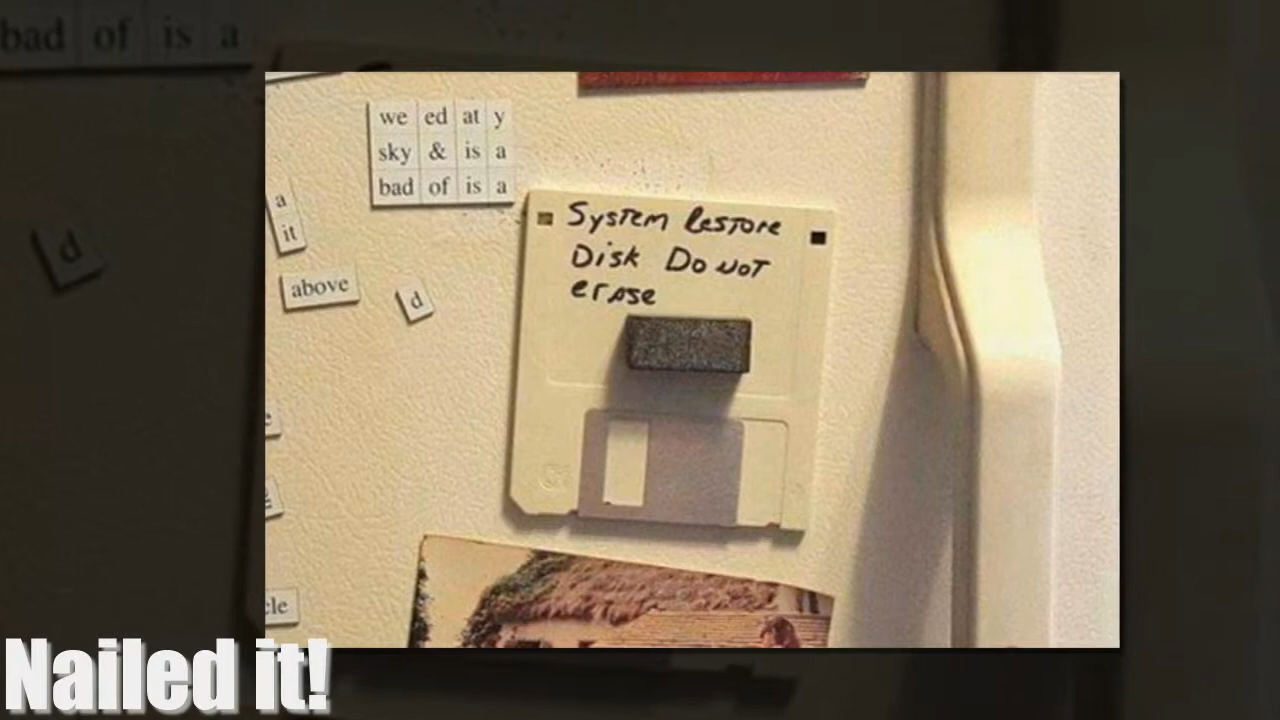 bad of is a
we ed at y
sky & is a
bad of is a
a
it
above
d
d
System Restore
Disk Do NOT
erase
cle
Nailed it!